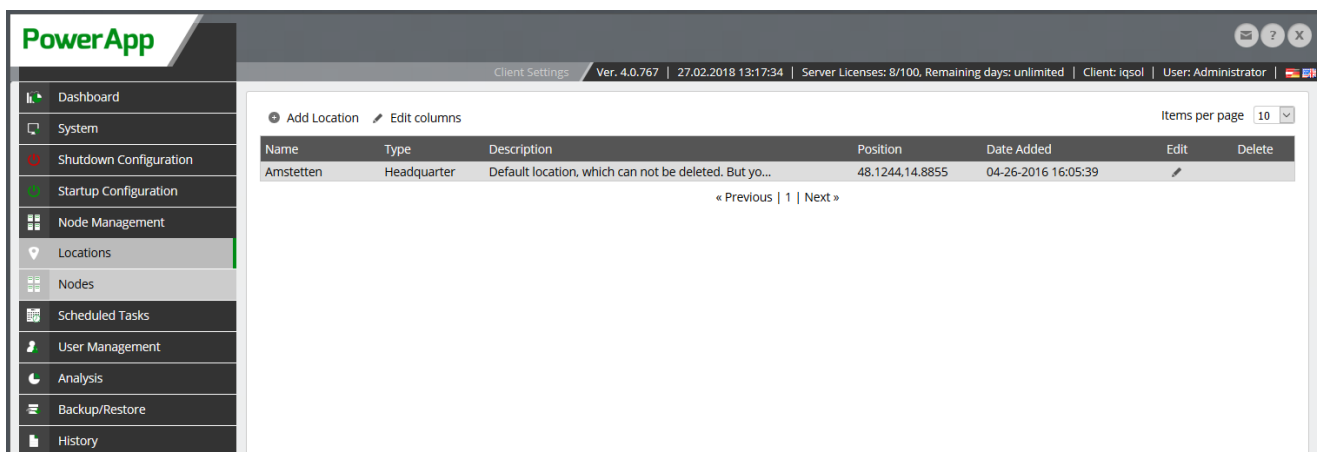 PowerApp
? X
Client Settings Ver. 4.0.767 | 27.02.2018 13:17:34 | Server Licenses: 8/100, Remaining days: unlimited | Client: iqsol | User: Administrator |
Dashboard
System
Shutdown Configuration
Startup Configuration
Node Management
Locations
Nodes
Scheduled Tasks
User Management
Analysis
Backup/Restore
History
Add Location Edit columns Items per page 10
Name Type Description Position Date Added Edit Delete
Amstetten Headquarter Default location, which can not be deleted. But yo... 48.1244,14.8855 04-26-2016 16:05:39
« Previous | 1 | Next »